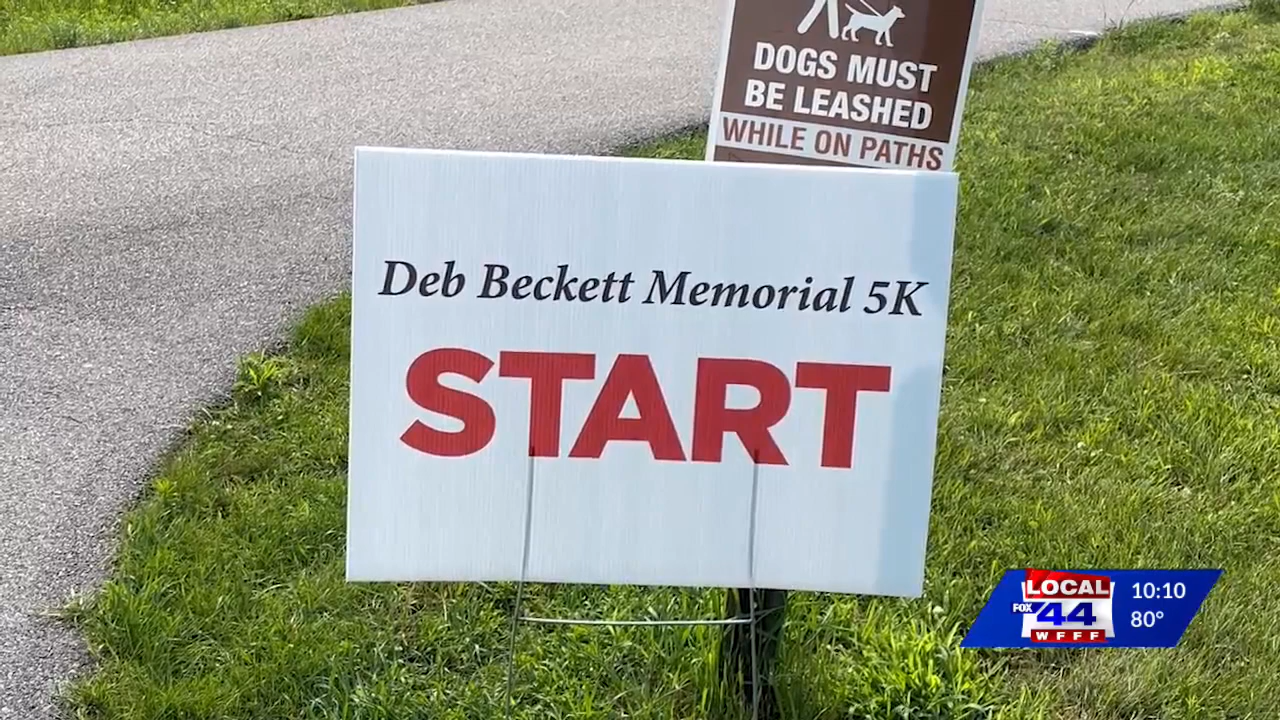 DOGS MUST
BE LEASHED
WHILE ON PATHS
Deb Beckett Memorial 5K
START
LOCAL
FOX 44
WFFF
10:10
80°